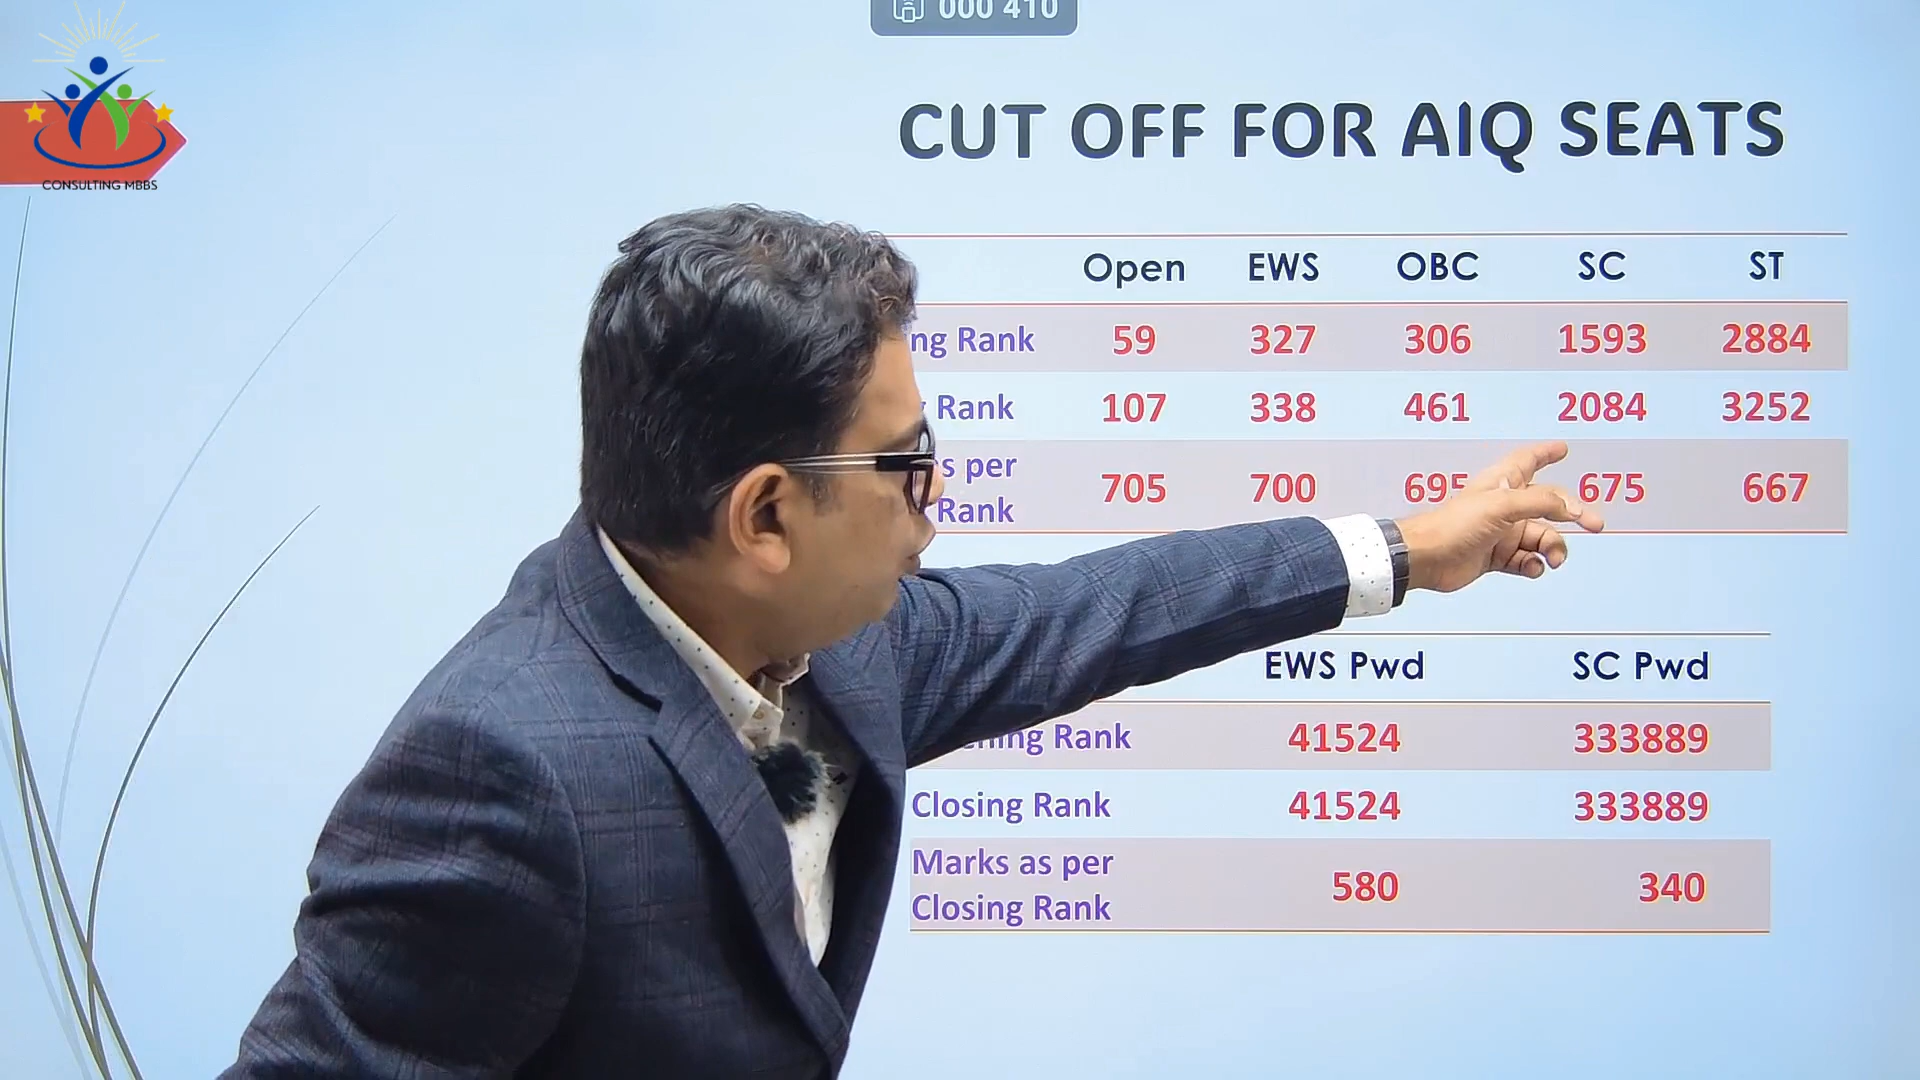 000 410
CONSULTING MBBS
CUT OFF FOR AIQ SEATS
Open EWS OBC SC ST
Rank 59 327 306 1593 2884
Rank 107 338 461 2084 3252
per
Rank 705 700 695 675 667
EWS Pwd SC Pwd
Rank 41524 333889
Closing Rank 41524 333889
Marks as per
Closing Rank 580 340